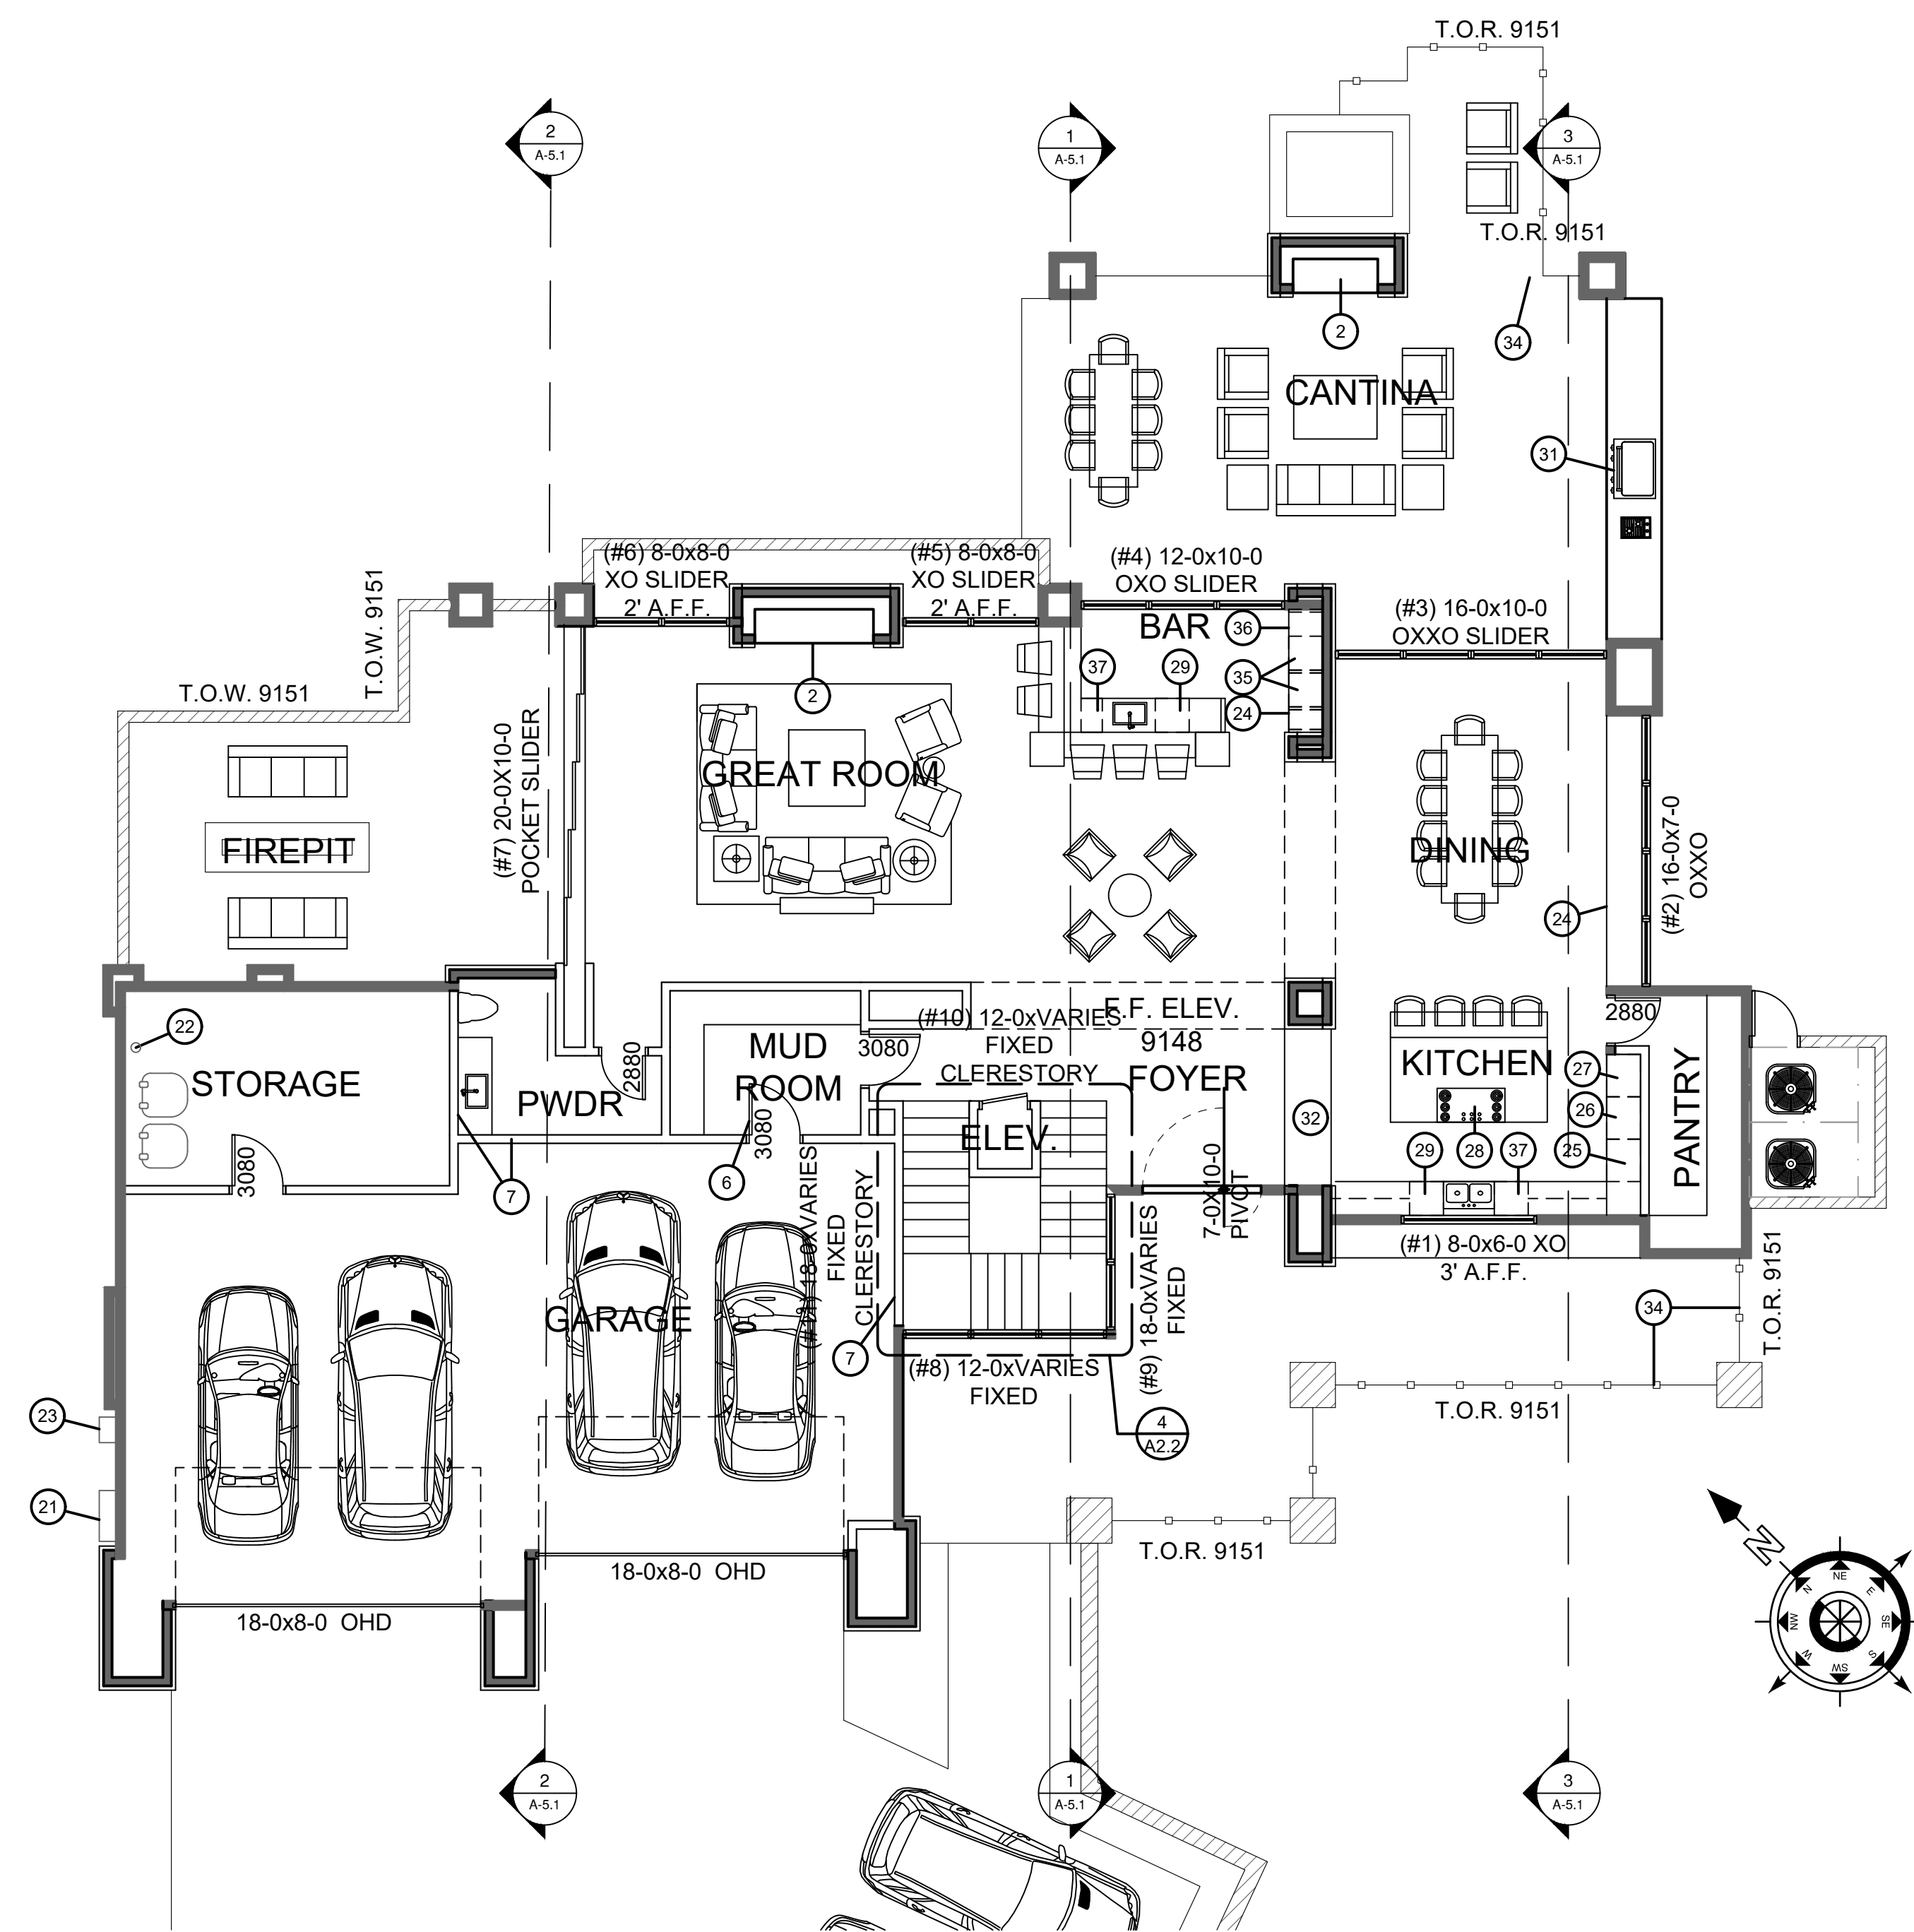 T.O.R. 9151
2
A-5.1
1
A-5.1
3
A-5.1
T.O.R. 9151
2
34
CANTINA
31
(#6) 8-0x8-0
XO SLIDER
2' A.F.F.
(#5) 8-0x8-0
XO SLIDER
2' A.F.F.
(#4) 12-0x10-0
OXO SLIDER
(#3) 16-0x10-0
OXXO SLIDER
BAR
36
35
24
37
29
2
T.O.W. 9151
T.O.W. 9151
(#7) 20-0X10-0
POCKET SLIDER
GREAT ROOM
FIREPIT
DINING
24
(#2) 16-0x7-0
OXXO
22
STORAGE
PWDR
2880
MUD
ROOM
3080
3080
3080
(#10) 12-0xVARIES
FIXED
CLERESTORY
F.F. ELEV.
9148
FOYER
ELEV.
32
KITCHEN
2880
27
26
25
29
28
37
PANTRY
7
6
7-0X10-0
PIVOT
(#1) 8-0x6-0 XO
3' A.F.F.
T.O.R. 9151
34
GARAGE
18-0xVARIES
FIXED
CLERESTORY
7
(#8) 12-0xVARIES
FIXED
(#9) 18-0xVARIES
FIXED
4
A2.2
T.O.R. 9151
23
21
T.O.R. 9151
18-0x8-0 OHD
18-0x8-0 OHD
N
NE
E
SE
S
SW
W
NW
N
2
A-5.1
1
A-5.1
3
A-5.1